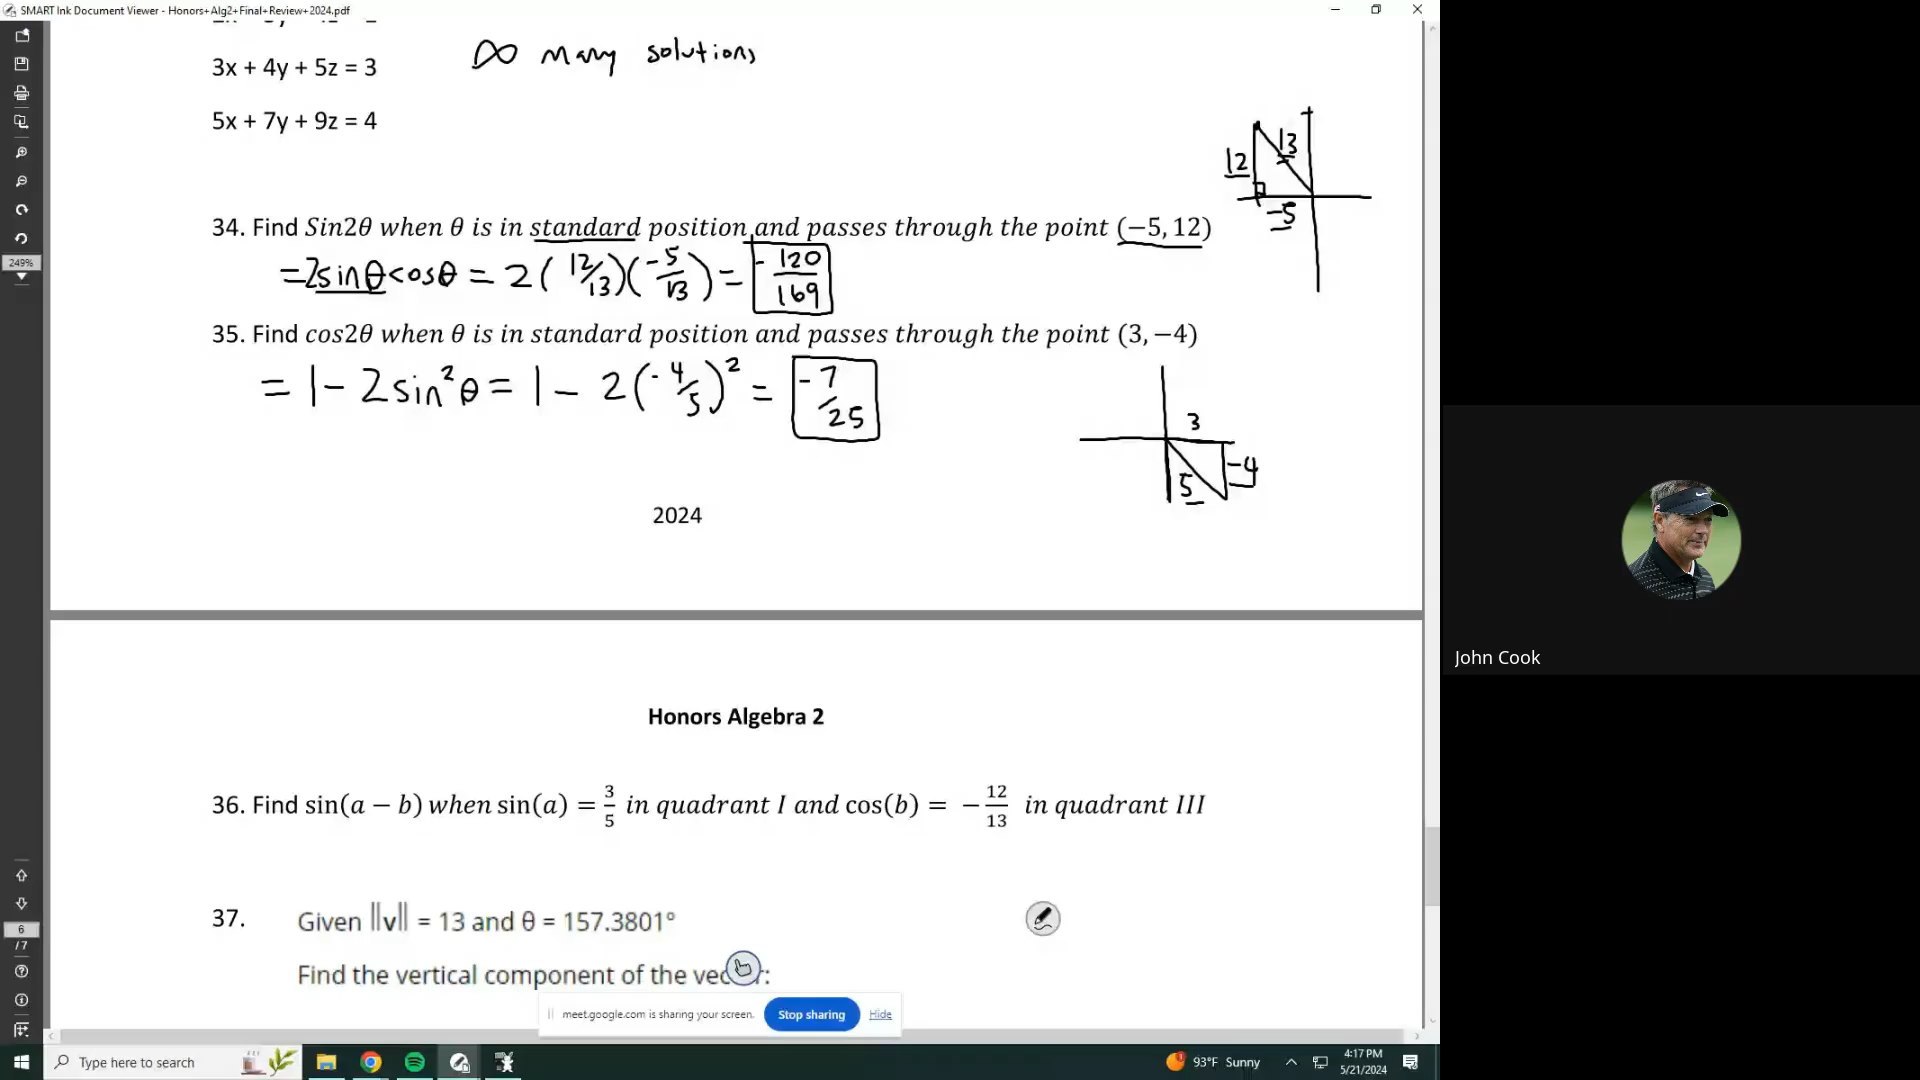 SMART Ink Document Viewer - Honors+Alg2+Final+Review+2024.pdf
3x + 4y + 5z = 3
∞ many solutions
5x + 7y + 9z = 4
12
13
-5
34. Find Sin2θ when θ is in standard position and passes through the point (−5, 12)
= 2sinθcosθ = 2(12/13)(-5/13) = -120/169
35. Find cos2θ when θ is in standard position and passes through the point (3, −4)
= 1 - 2sin²θ = 1 - 2(-4/5)² = -7/25
3
-4
5
2024
Honors Algebra 2
36. Find sin(a − b) when sin(a) = 3/5 in quadrant I and cos(b) = −12/13 in quadrant III
37. Given ||v|| = 13 and θ = 157.3801°
Find the vertical component of the :
249%
6
/7
John Cook
meet.google.com is sharing your screen.
Stop sharing
Hide
Type here to search
93°F Sunny
4:17 PM
5/21/2024